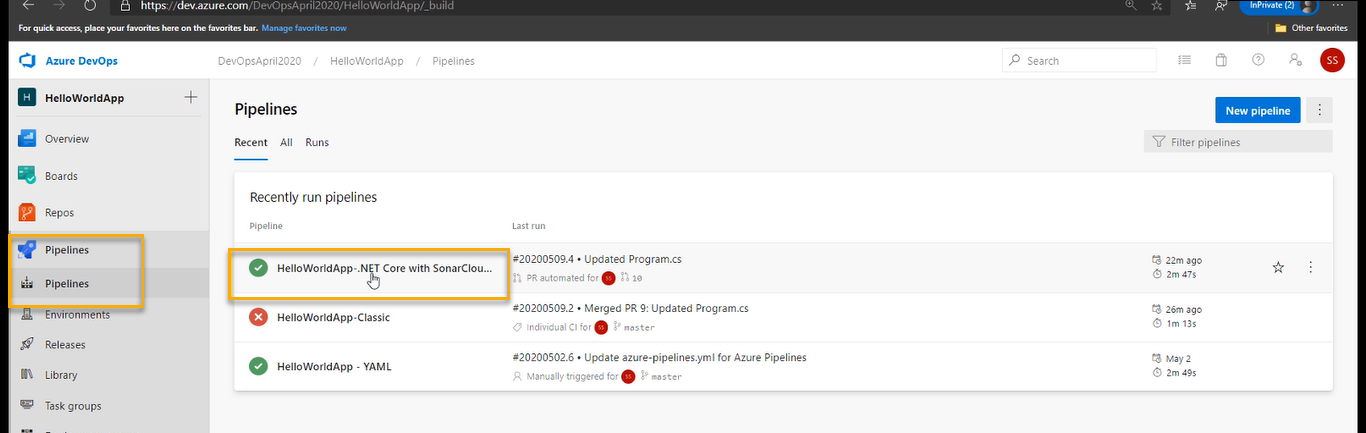 https://dev.azure.com/DevOpsApril2020/HelloWorldApp/_build
InPrivate (2)
For quick access, place your favorites here on the favorites bar. Manage favorites now
Other favorites
Azure DevOps
DevOpsApril2020 / HelloWorldApp / Pipelines
Search
SS
H HelloWorldApp
Overview
Boards
Repos
Pipelines
Pipelines
Environments
Releases
Library
Task groups
Pipelines
New pipeline
Recent All Runs
Filter pipelines
Recently run pipelines
Pipeline Last run
HelloWorldApp-.NET Core with SonarClou...
#20200509.4 • Updated Program.cs
PR automated for SS 10
22m ago
2m 47s
HelloWorldApp-Classic
#20200509.2 • Merged PR 9: Updated Program.cs
Individual CI for SS master
26m ago
1m 13s
HelloWorldApp - YAML
#20200502.6 • Update azure-pipelines.yml for Azure Pipelines
Manually triggered for SS master
May 2
2m 49s